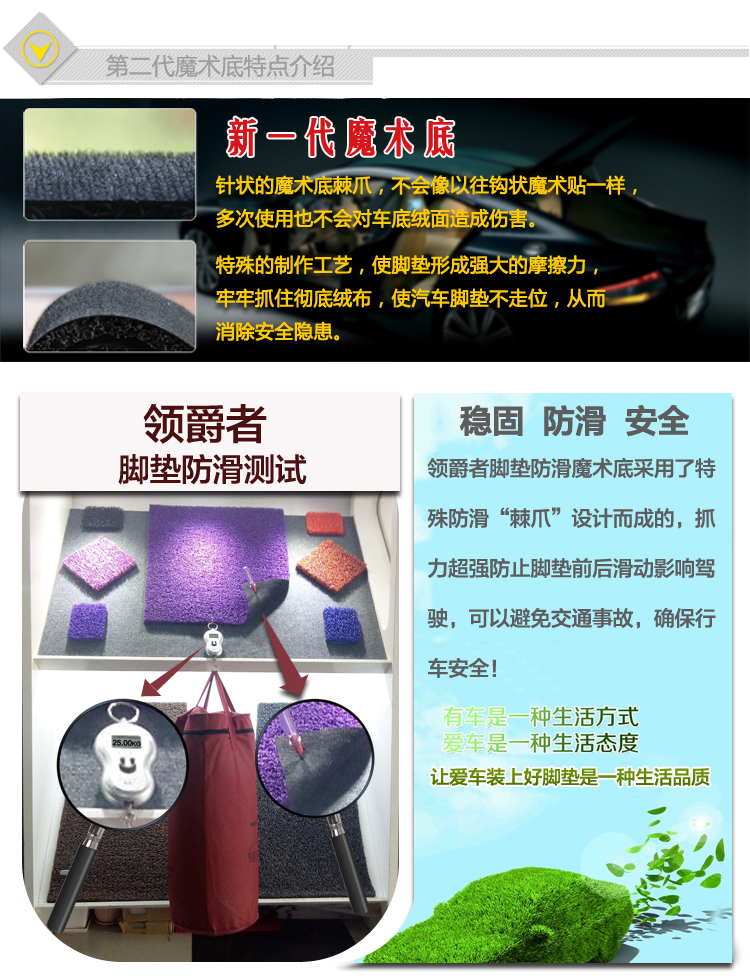 第二代魔术底特点介绍
新一代魔术底
针状的魔术底棘爪，不会像以往钩状魔术贴一样，
多次使用也不会对车底绒面造成伤害。
特殊的制作工艺，使脚垫形成强大的摩擦力，
牢牢抓住彻底绒布，使汽车脚垫不走位，从而
消除安全隐患。
领爵者
脚垫防滑测试
25.00KG
稳固 防滑 安全
领爵者脚垫防滑魔术底采用了特
殊防滑“棘爪”设计而成的，抓
力超强防止脚垫前后滑动影响驾
驶，可以避免交通事故，确保行
车安全！
有车是一种生活方式
爱车是一种生活态度
让爱车装上好脚垫是一种生活品质